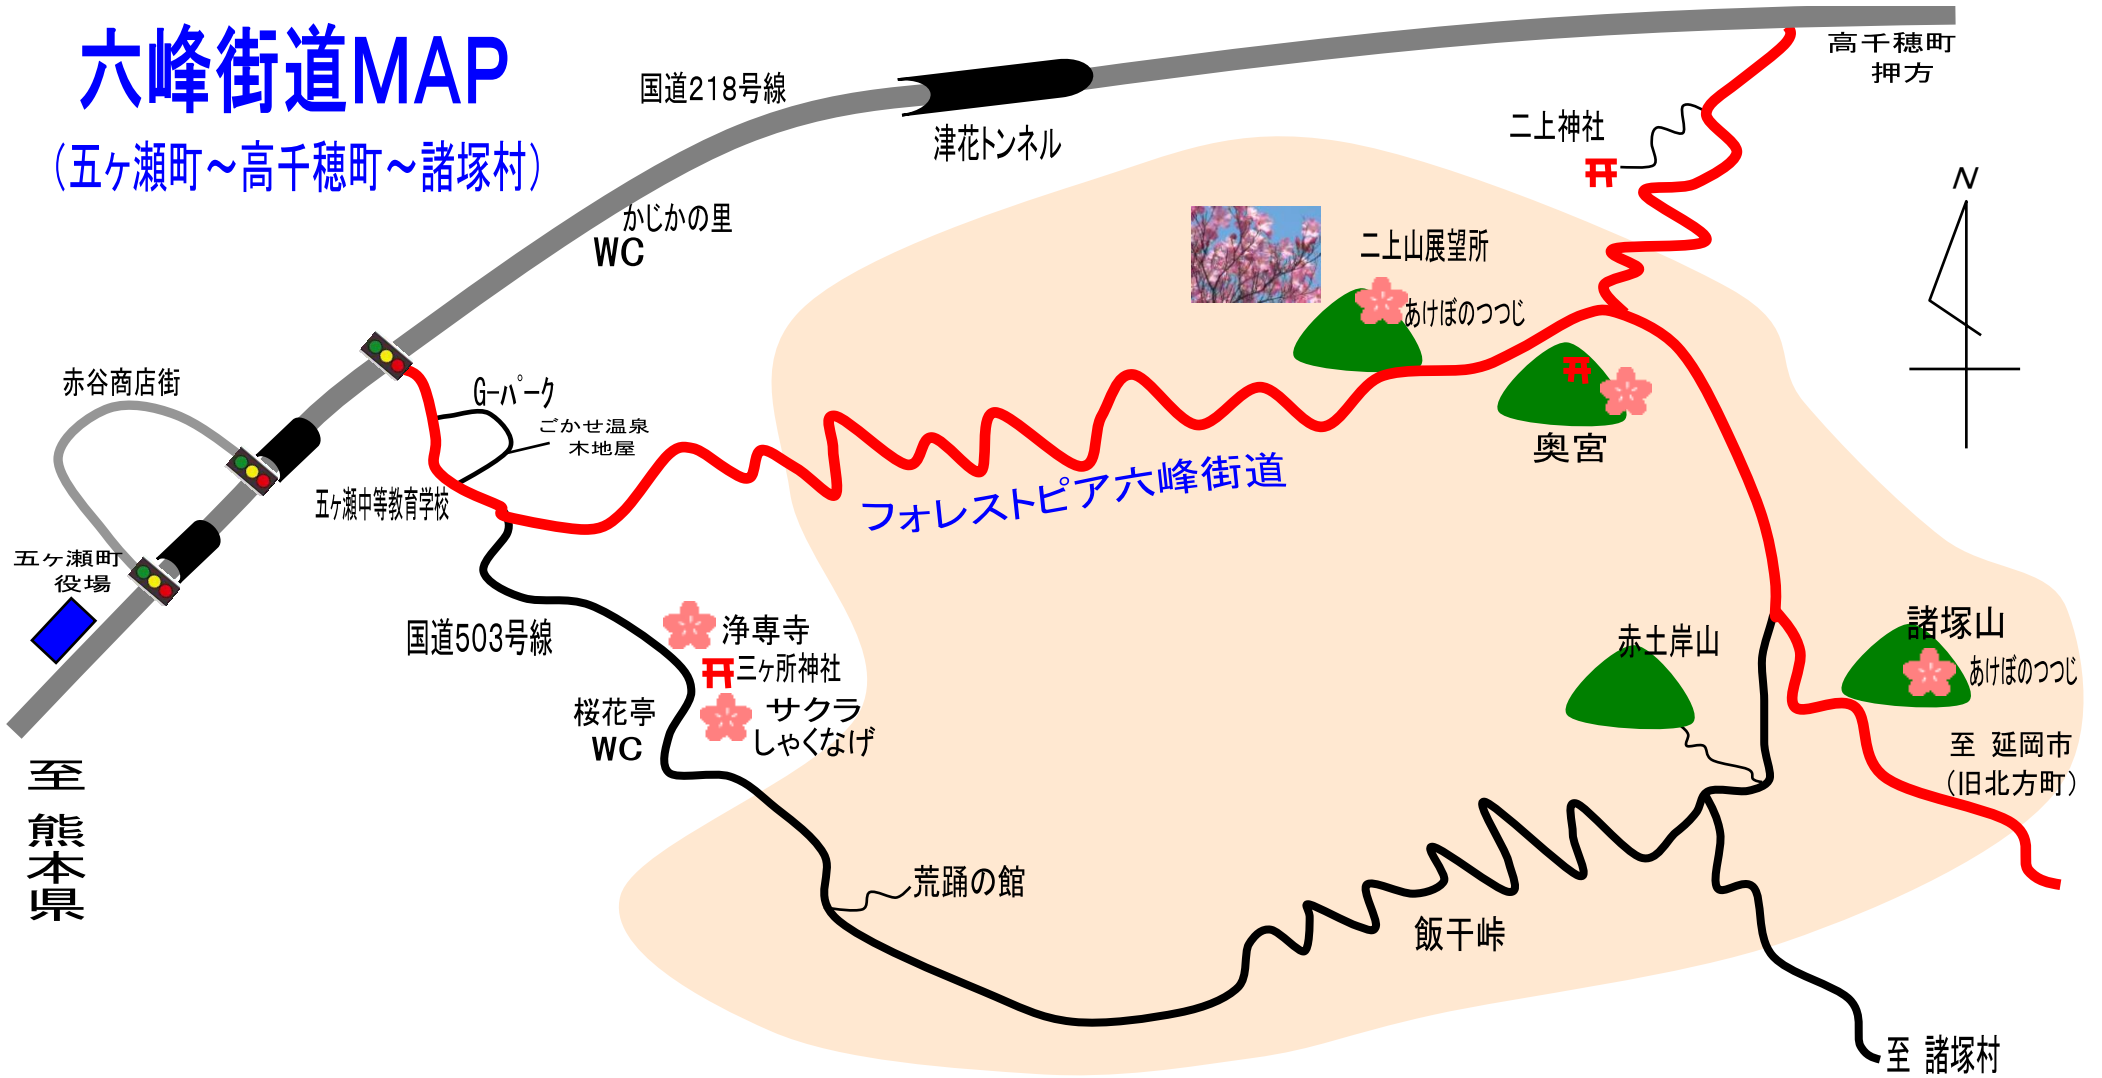 六峰街道MAP
（五ヶ瀬町～高千穂町～諸塚村）
国道218号線
津花トンネル
高千穂町
押方
二上神社
N
かじかの里
WC
二上山展望所
あけぼのつつじ
赤谷商店街
G-パーク
ごかせ温泉
木地屋
五ヶ瀬中等教育学校
奥宮
フォレストピア六峰街道
五ヶ瀬町
役場
国道503号線
浄専寺
三ヶ所神社
桜花亭
WC
サクラ
しゃくなげ
赤土岸山
諸塚山
あけぼのつつじ
至 延岡市
（旧北方町）
至 熊本県
荒踊の館
飯干峠
至 諸塚村